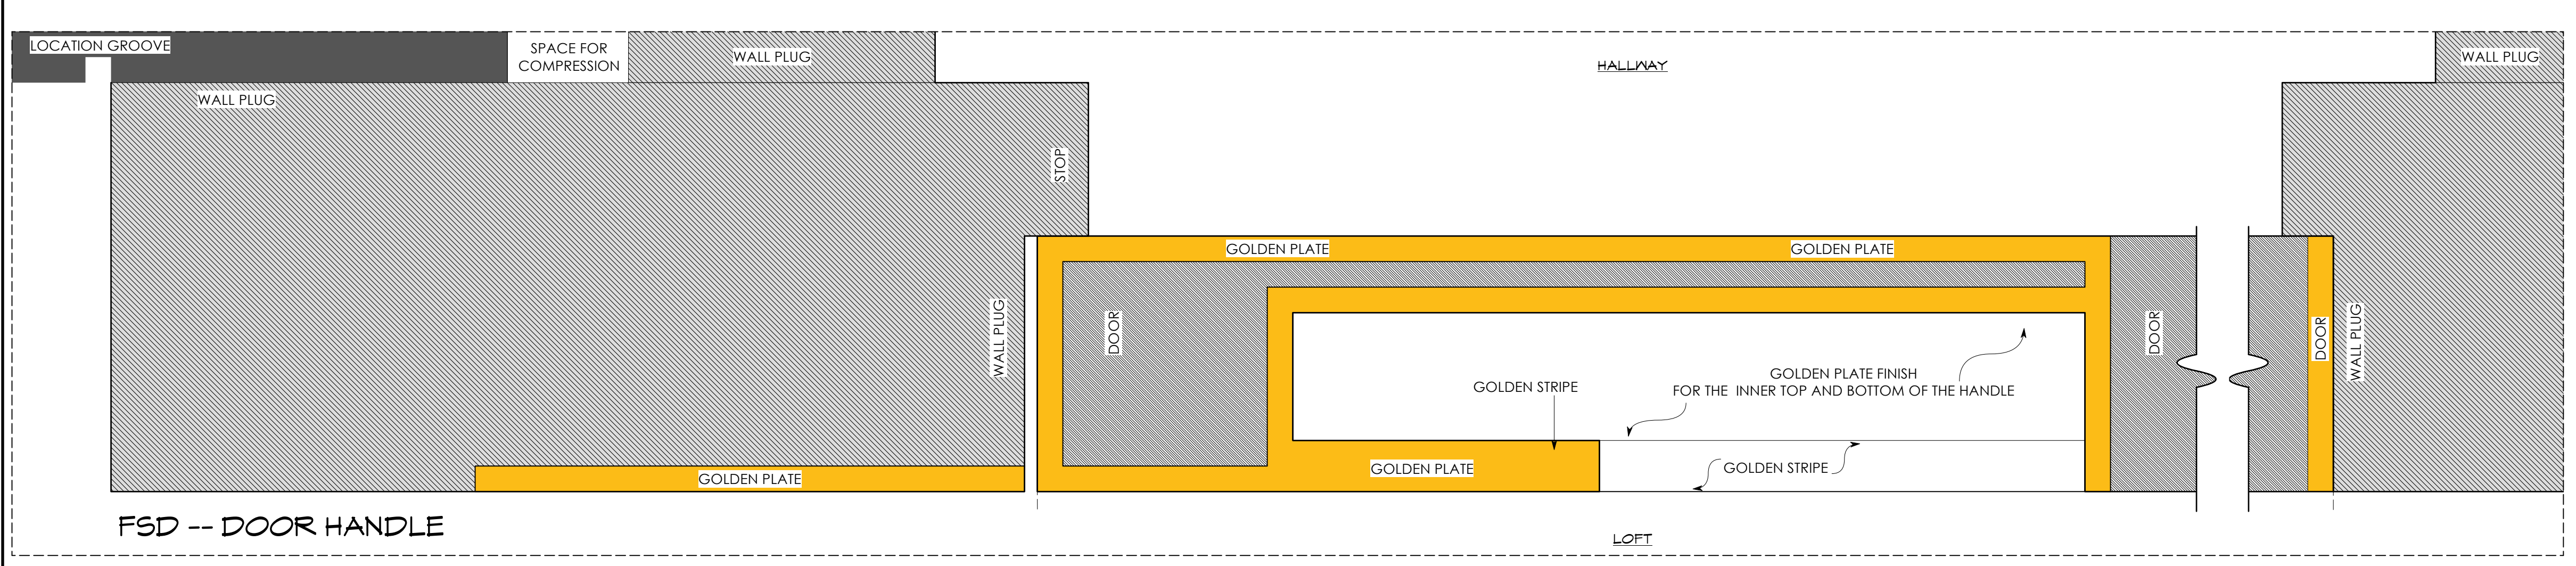 LOCATION GROOVE
SPACE FOR
COMPRESSION
WALL PLUG
HALLWAY
WALL PLUG
WALL PLUG
STOP
GOLDEN PLATE
GOLDEN PLATE
WALL PLUG
DOOR
DOOR
DOOR
WALL PLUG
GOLDEN STRIPE
GOLDEN PLATE FINISH
FOR THE INNER TOP AND BOTTOM OF THE HANDLE
GOLDEN PLATE
GOLDEN PLATE
GOLDEN STRIPE
FSD -- DOOR HANDLE
LOFT